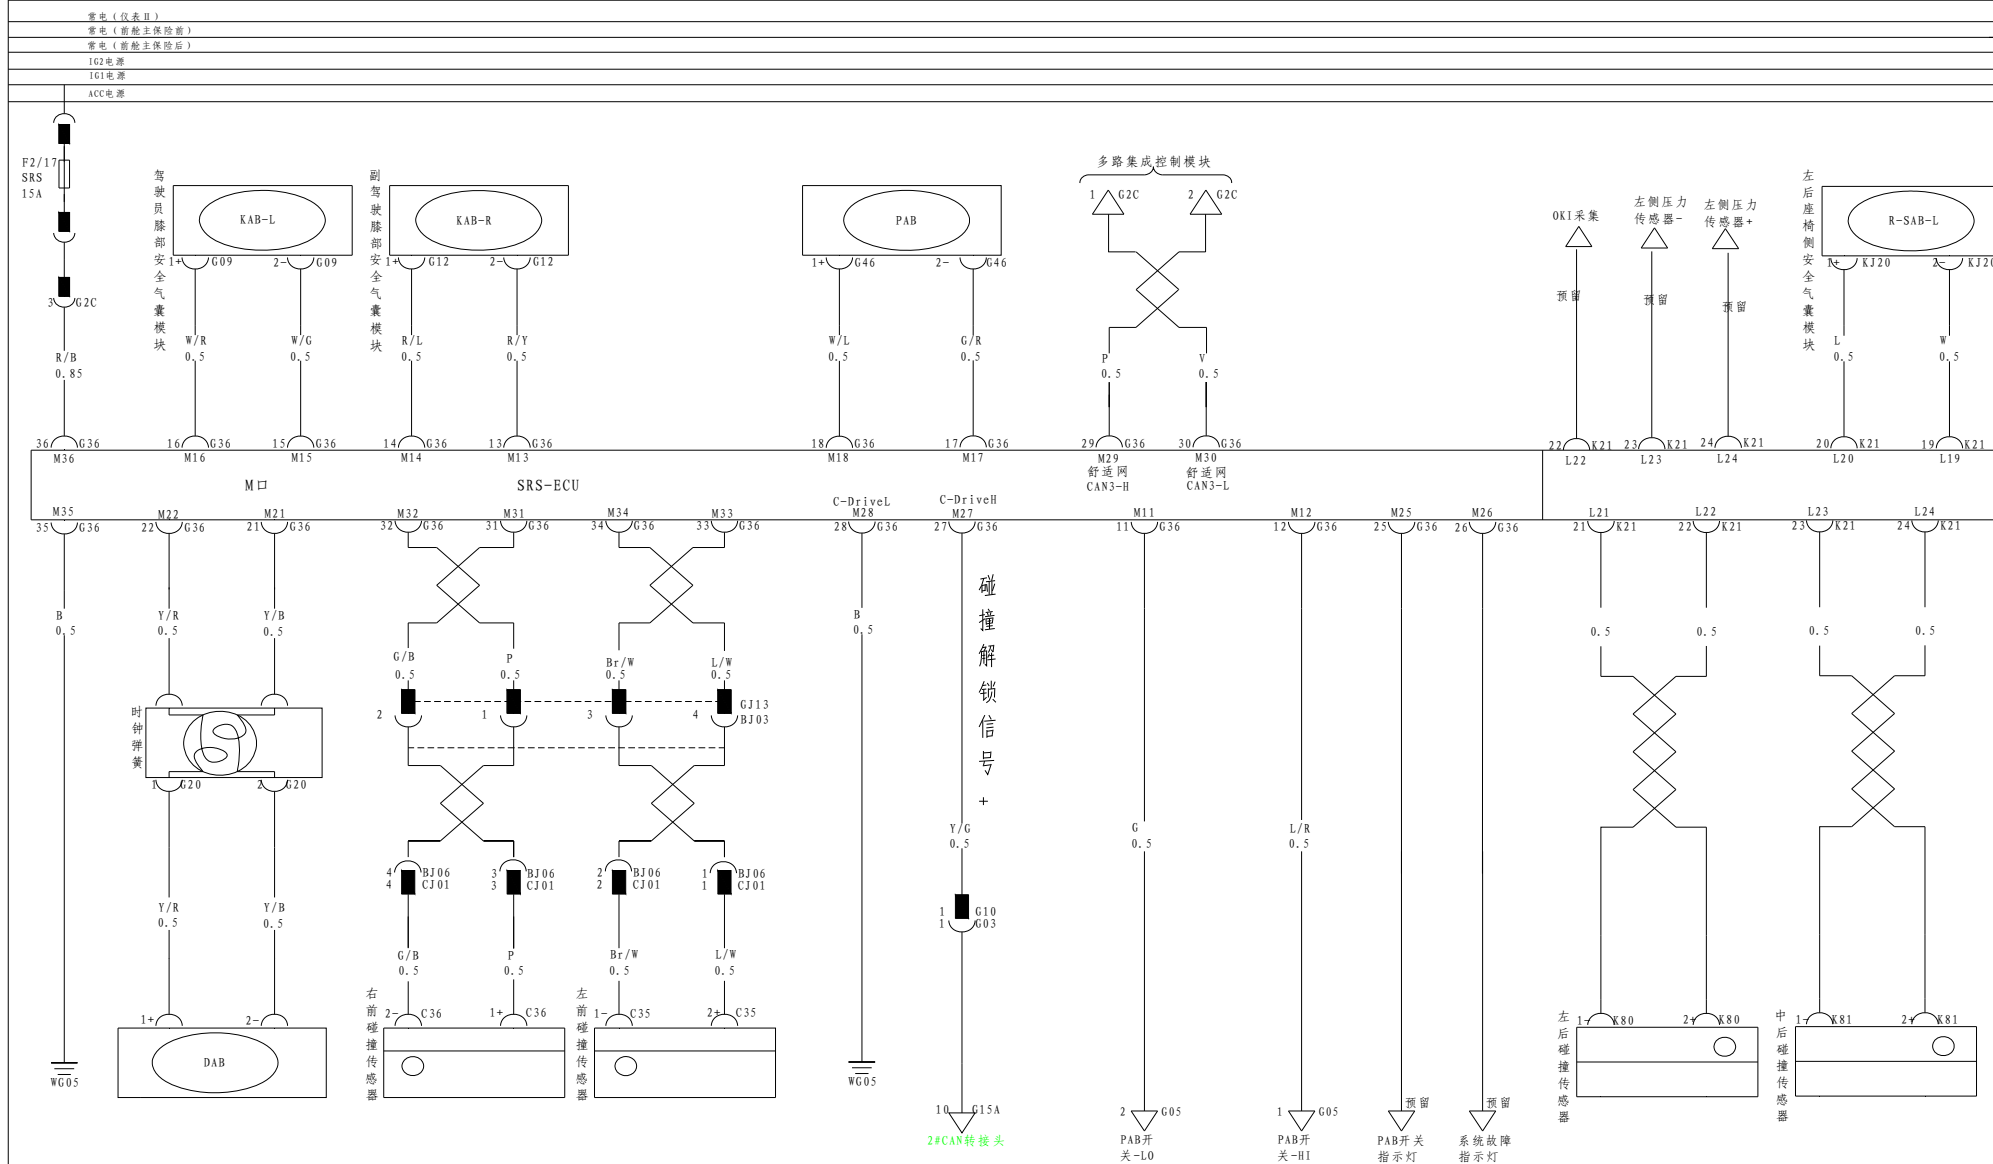 常电（仪表Ⅱ）
常电（前舱主保险前）
常电（前舱主保险后）
IG2电源
IG1电源
ACC电源
F2/17
SRS
15A
3 G2C
R/B
0.85
驾驶员膝部安全气囊模块
KAB-L
1+ G09 2- G09
W/R
0.5
W/G
0.5
副驾驶膝部安全气囊模块
KAB-R
1+ G12 2- G12
R/L
0.5
R/Y
0.5
PAB
1+ G46 2- G46
W/L
0.5
G/R
0.5
多路集成控制模块
1 G2C 2 G2C
P
0.5
V
0.5
OKI采集
预留
左侧压力
传感器-
预留
左侧压力
传感器+
预留
左后座椅侧安全气囊模块
R-SAB-L
1+ KJ20 2- KJ20
L
0.5
W
0.5
36 G36 16 G36 15 G36 14 G36 13 G36 18 G36 17 G36 29 G36 30 G36 22 K21 23 K21 24 K21 20 K21 19 K21
M36 M16 M15 M14 M13 M18 M17 M29 M30 L22 L23 L24 L20 L19
舒适网
CAN3-H
舒适网
CAN3-L
M口 SRS-ECU
C-DriveL C-DriveH
M35 M22 M21 M32 M31 M34 M33 M28 M27 M11 M12 M25 M26 L21 L22 L23 L24
35 G36 22 G36 21 G36 32 G36 31 G36 34 G36 33 G36 28 G36 27 G36 11 G36 12 G36 25 G36 26 G36 21 K21 22 K21 23 K21 24 K21
B
0.5
WG05
Y/R
0.5
Y/B
0.5
时钟弹簧
1 G20 2 G20
Y/R
0.5
Y/B
0.5
1+ 2-
DAB
G/B
0.5
P
0.5
Br/W
0.5
L/W
0.5
2 1 3 4 GJ13
BJ03
4 BJ06 3 BJ06 2 BJ06 1 BJ06
4 CJ01 3 CJ01 2 CJ01 1 CJ01
G/B
0.5
P
0.5
Br/W
0.5
L/W
0.5
右前碰撞传感器
2- C36 1+ C36
左前碰撞传感器
1- C35 2+ C35
B
0.5
WG05
碰撞解锁信号+
Y/G
0.5
1 G10
1 G03
10 G15A
2#CAN转接头
G
0.5
2 G05
PAB开
关-LO
L/R
0.5
1 G05
PAB开
关-HI
预留
PAB开关
指示灯
预留
系统故障
指示灯
0.5 0.5 0.5 0.5
左后碰撞传感器
1- K80 2+ K80
中后碰撞传感器
1- K81 2+ K81